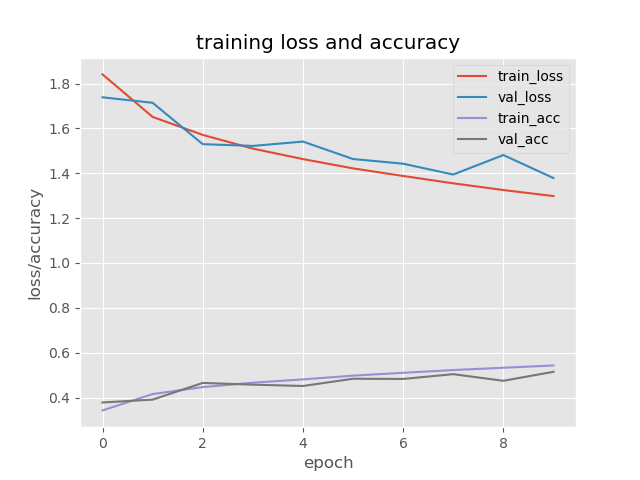 training loss and accuracy
train_loss
val_loss
train_acc
val_acc
loss/accuracy
1.8
1.6
1.4
1.2
1.0
0.8
0.6
0.4
0 2 4 6 8
epoch